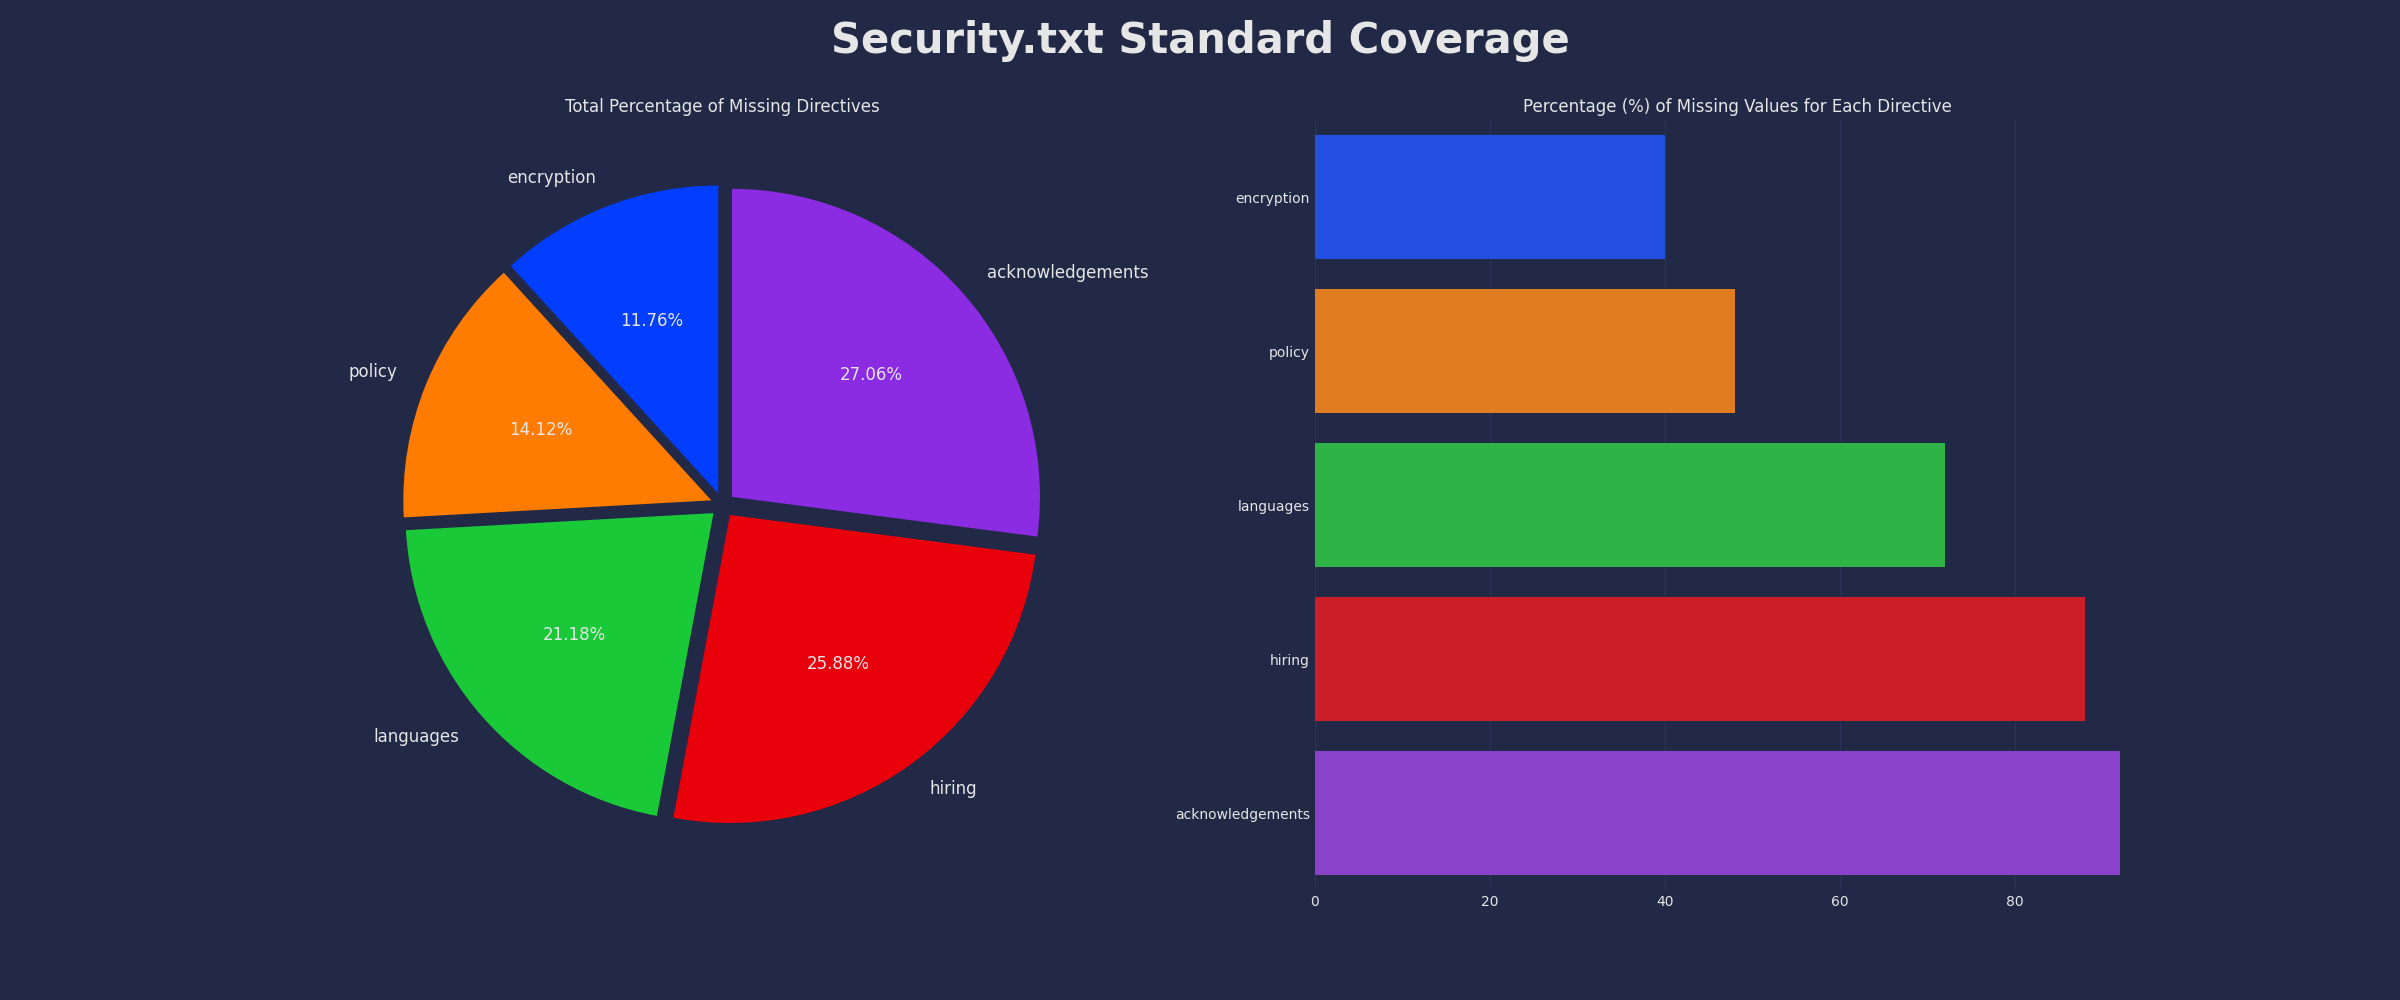 Security.txt Standard Coverage
Total Percentage of Missing Directives
encryption
11.76%
policy
14.12%
languages
21.18%
hiring
25.88%
acknowledgements
27.06%
Percentage (%) of Missing Values for Each Directive
encryption
policy
languages
hiring
acknowledgements
0 20 40 60 80